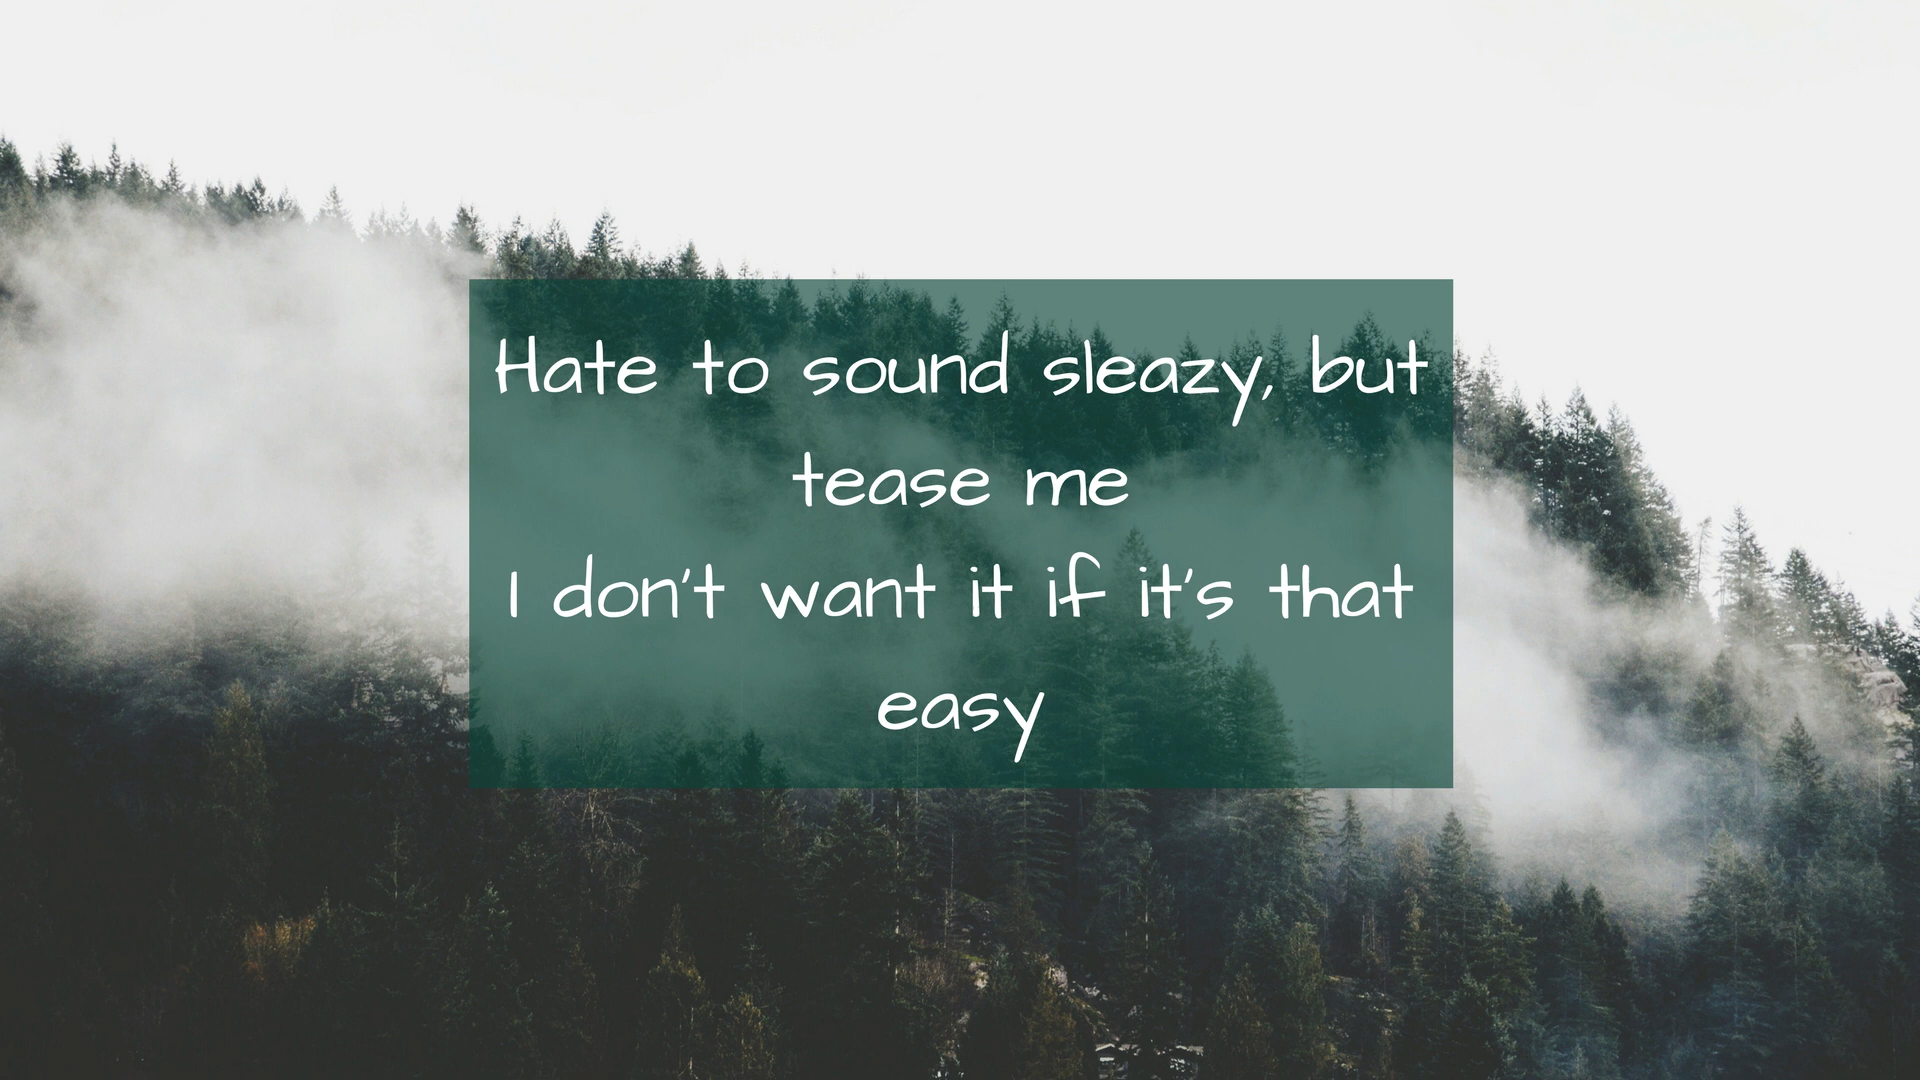 Hate to sound sleazy, but
tease me
I don't want it if it's that
easy